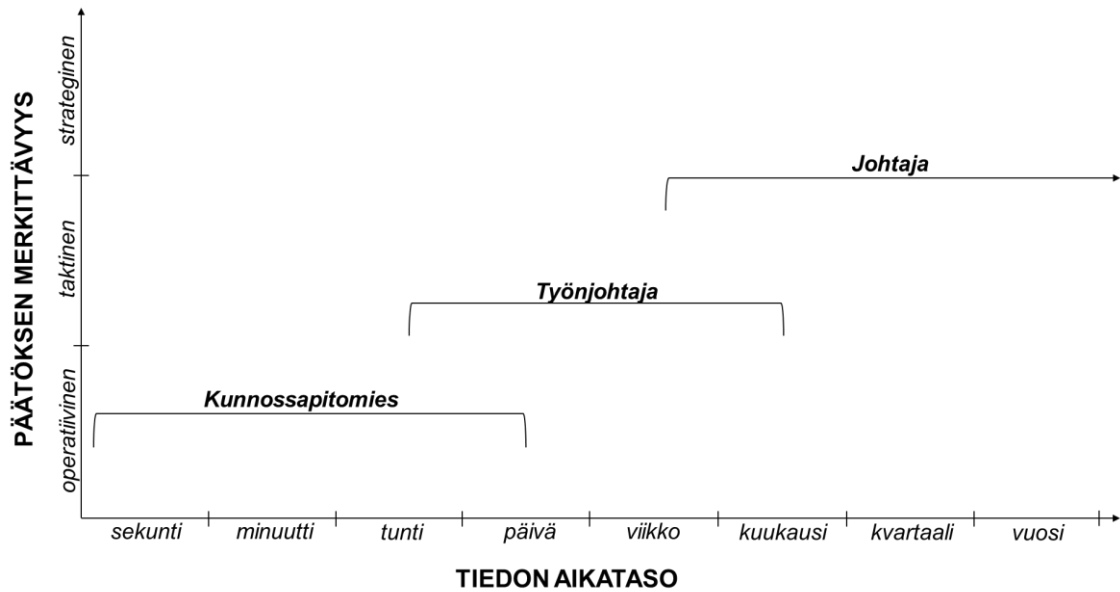 PÄÄTÖKSEN MERKITTÄVYYS
strateginen
taktinen
operatiivinen
Johtaja
Työnjohtaja
Kunnossapitomies
sekunti minuutti tunti päivä viikko kuukausi kvartaali vuosi
TIEDON AIKATASO